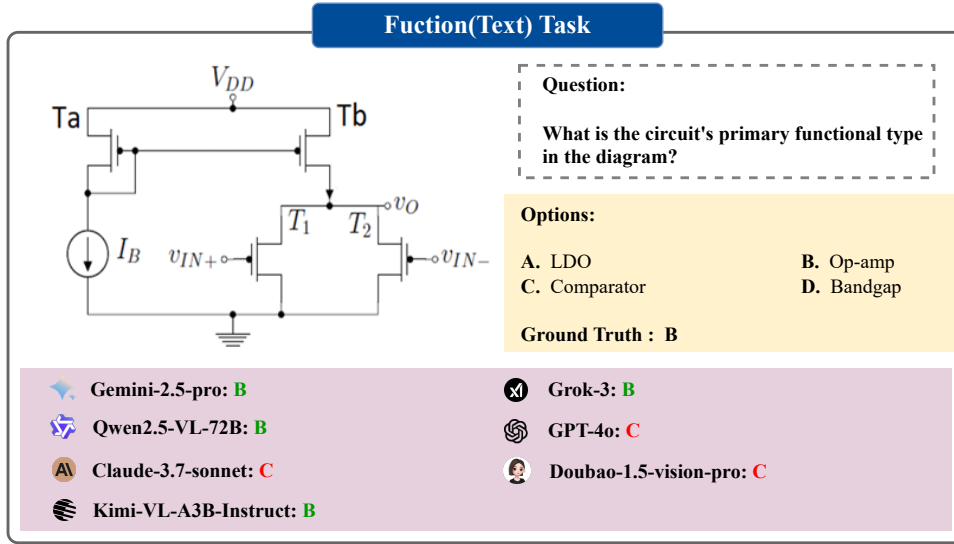 Fuction(Text) Task
V_DD
Ta
Tb
v_O
T_1
T_2
I_B
v_IN+
v_IN−
Question:
What is the circuit's primary functional type
in the diagram?
Options:
A. LDO
B. Op-amp
C. Comparator
D. Bandgap
Ground Truth : B
Gemini-2.5-pro: B
Grok-3: B
Qwen2.5-VL-72B: B
GPT-4o: C
Claude-3.7-sonnet: C
Doubao-1.5-vision-pro: C
Kimi-VL-A3B-Instruct: B